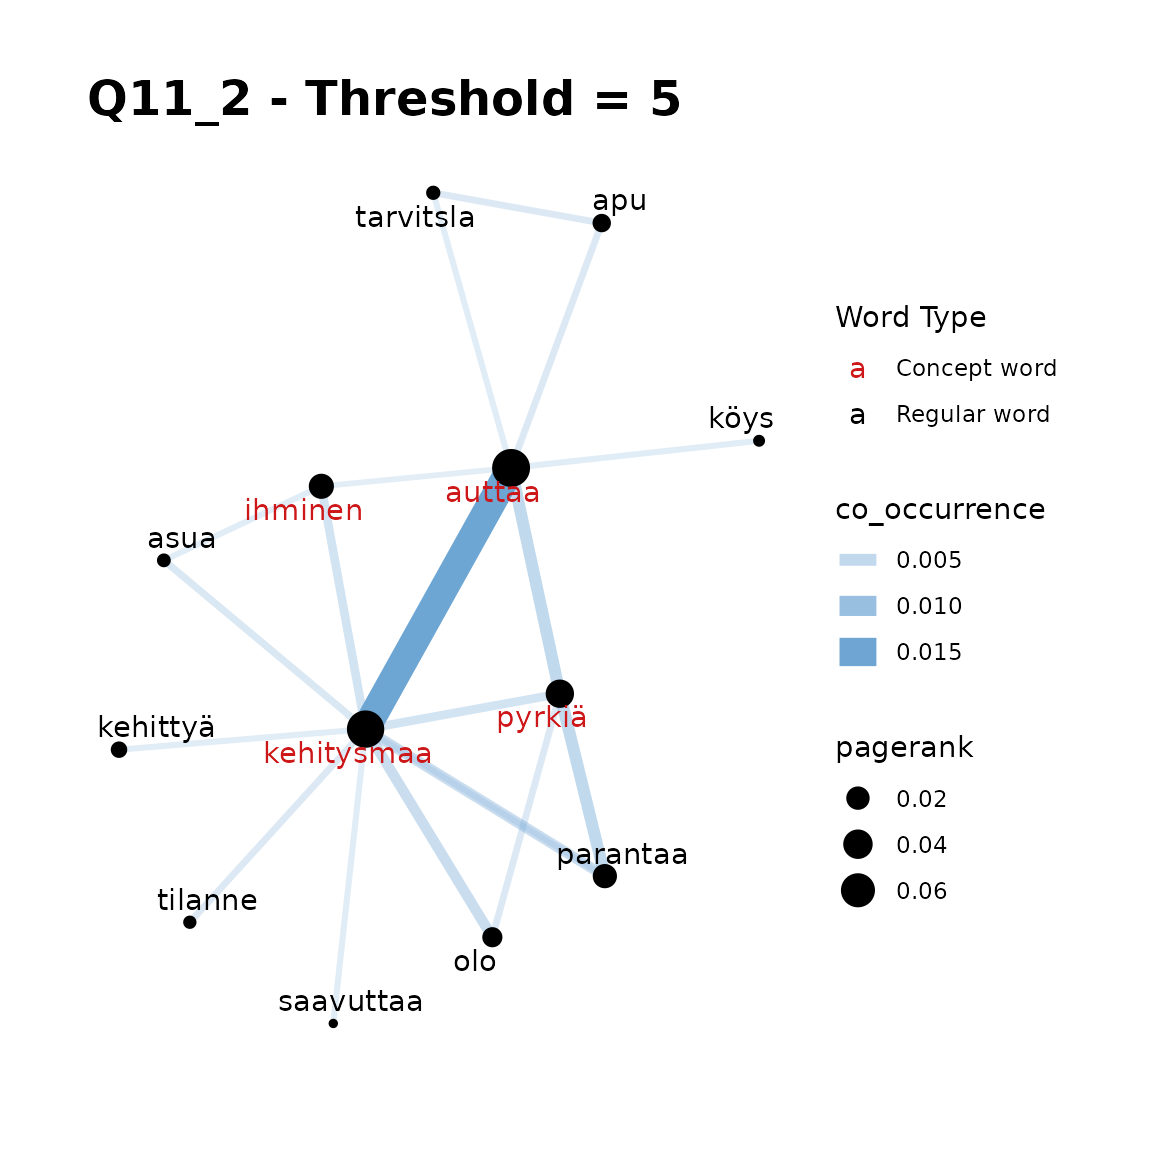 Q11_2 - Threshold = 5
tarvitsla
apu
köys
auttaa
ihminen
asua
pyrkiä
kehittyä
kehitysmaa
parantaa
tilanne
olo
saavuttaa
Word Type
a Concept word
a Regular word
co_occurrence
0.005
0.010
0.015
pagerank
0.02
0.04
0.06